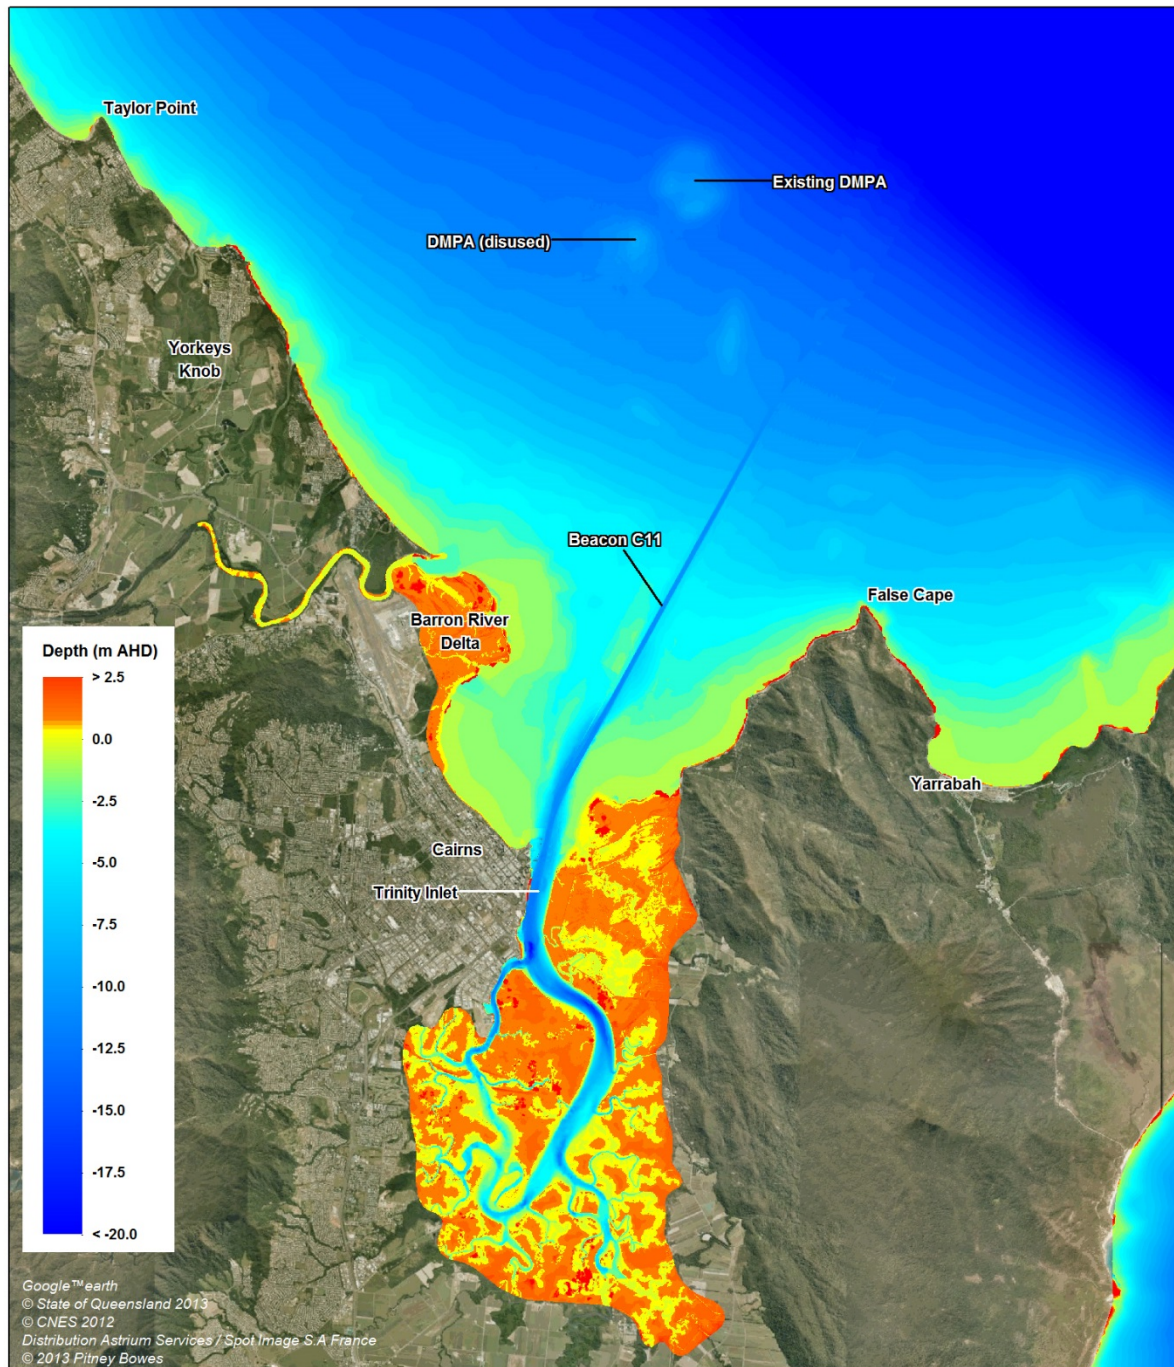 Taylor Point
Existing DMPA
DMPA (disused)
Yorkeys
Knob
Beacon C11
False Cape
Barron River
Delta
Depth (m AHD)
> 2.5
0.0
-2.5
-5.0
-7.5
-10.0
-12.5
-15.0
-17.5
< -20.0
Yarrabah
Cairns
Trinity Inlet
Google™earth
© State of Queensland 2013
© CNES 2012
Distribution Astrium Services / Spot Image S.A France
© 2013 Pitney Bowes